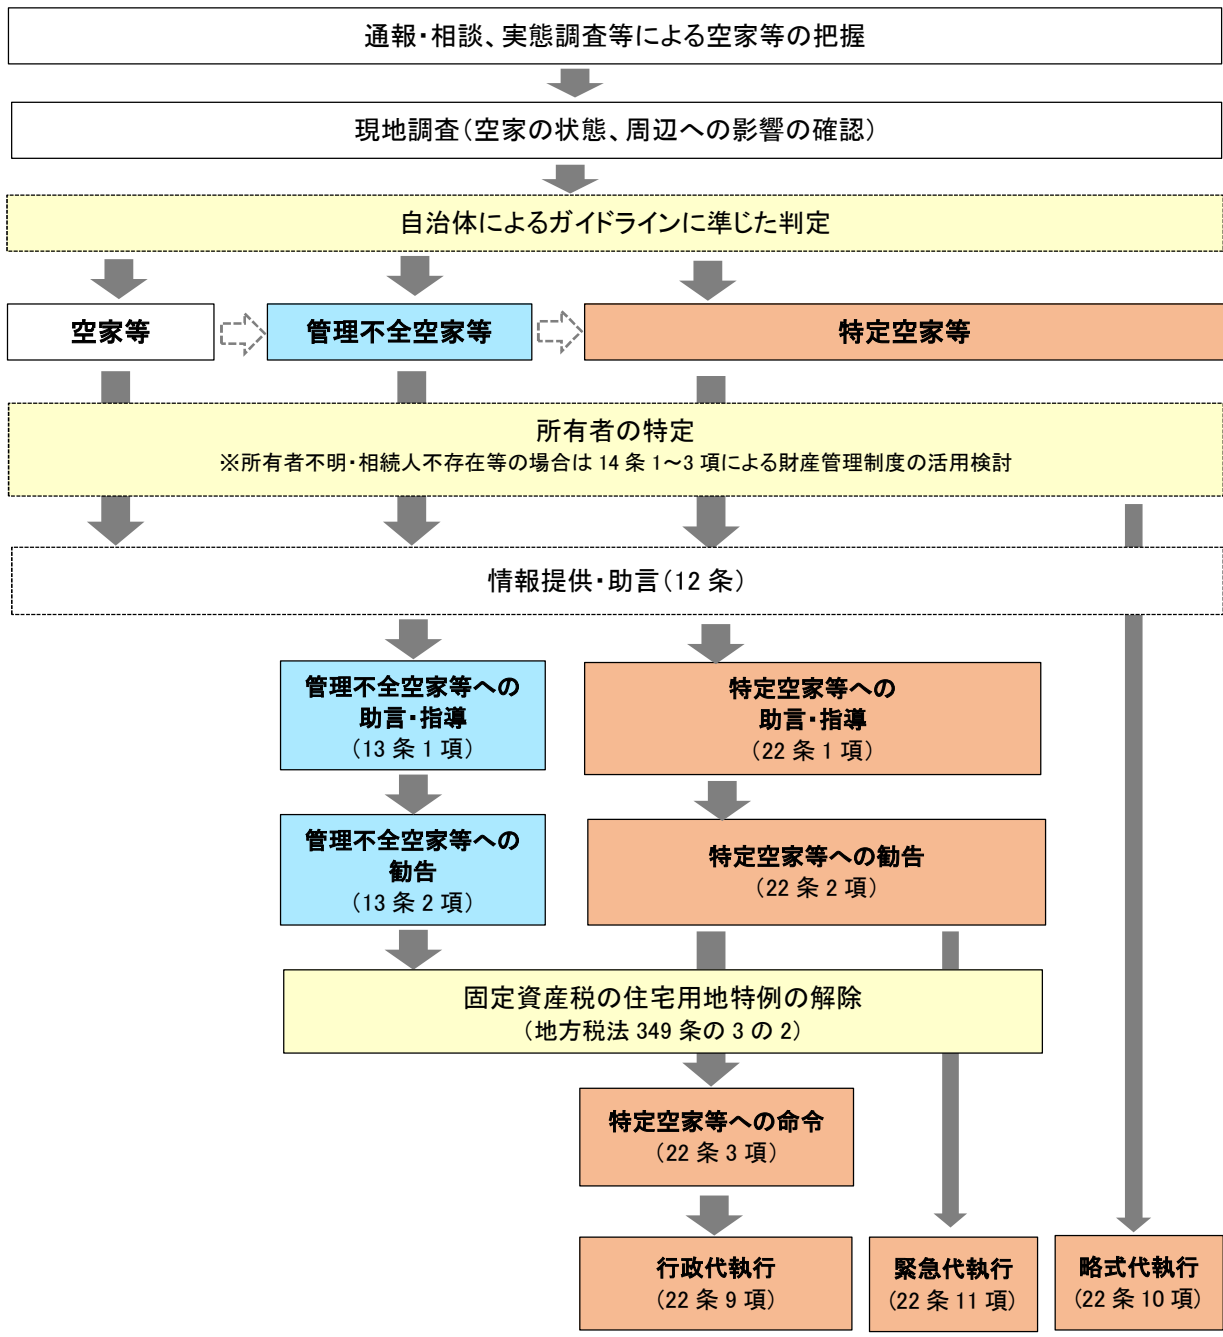 通報・相談、実態調査等による空家等の把握
現地調査（空家の状態、周辺への影響の確認）
自治体によるガイドラインに準じた判定
空家等
管理不全空家等
特定空家等
所有者の特定
※所有者不明・相続人不存在等の場合は 14 条 1～3 項による財産管理制度の活用検討
情報提供・助言（12 条）
管理不全空家等への
助言・指導
（13 条 1 項）
特定空家等への
助言・指導
（22 条 1 項）
管理不全空家等への
勧告
（13 条 2 項）
特定空家等への勧告
（22 条 2 項）
固定資産税の住宅用地特例の解除
（地方税法 349 条の 3 の 2）
特定空家等への命令
（22 条 3 項）
行政代執行
（22 条 9 項）
緊急代執行
（22 条 11 項）
略式代執行
（22 条 10 項）